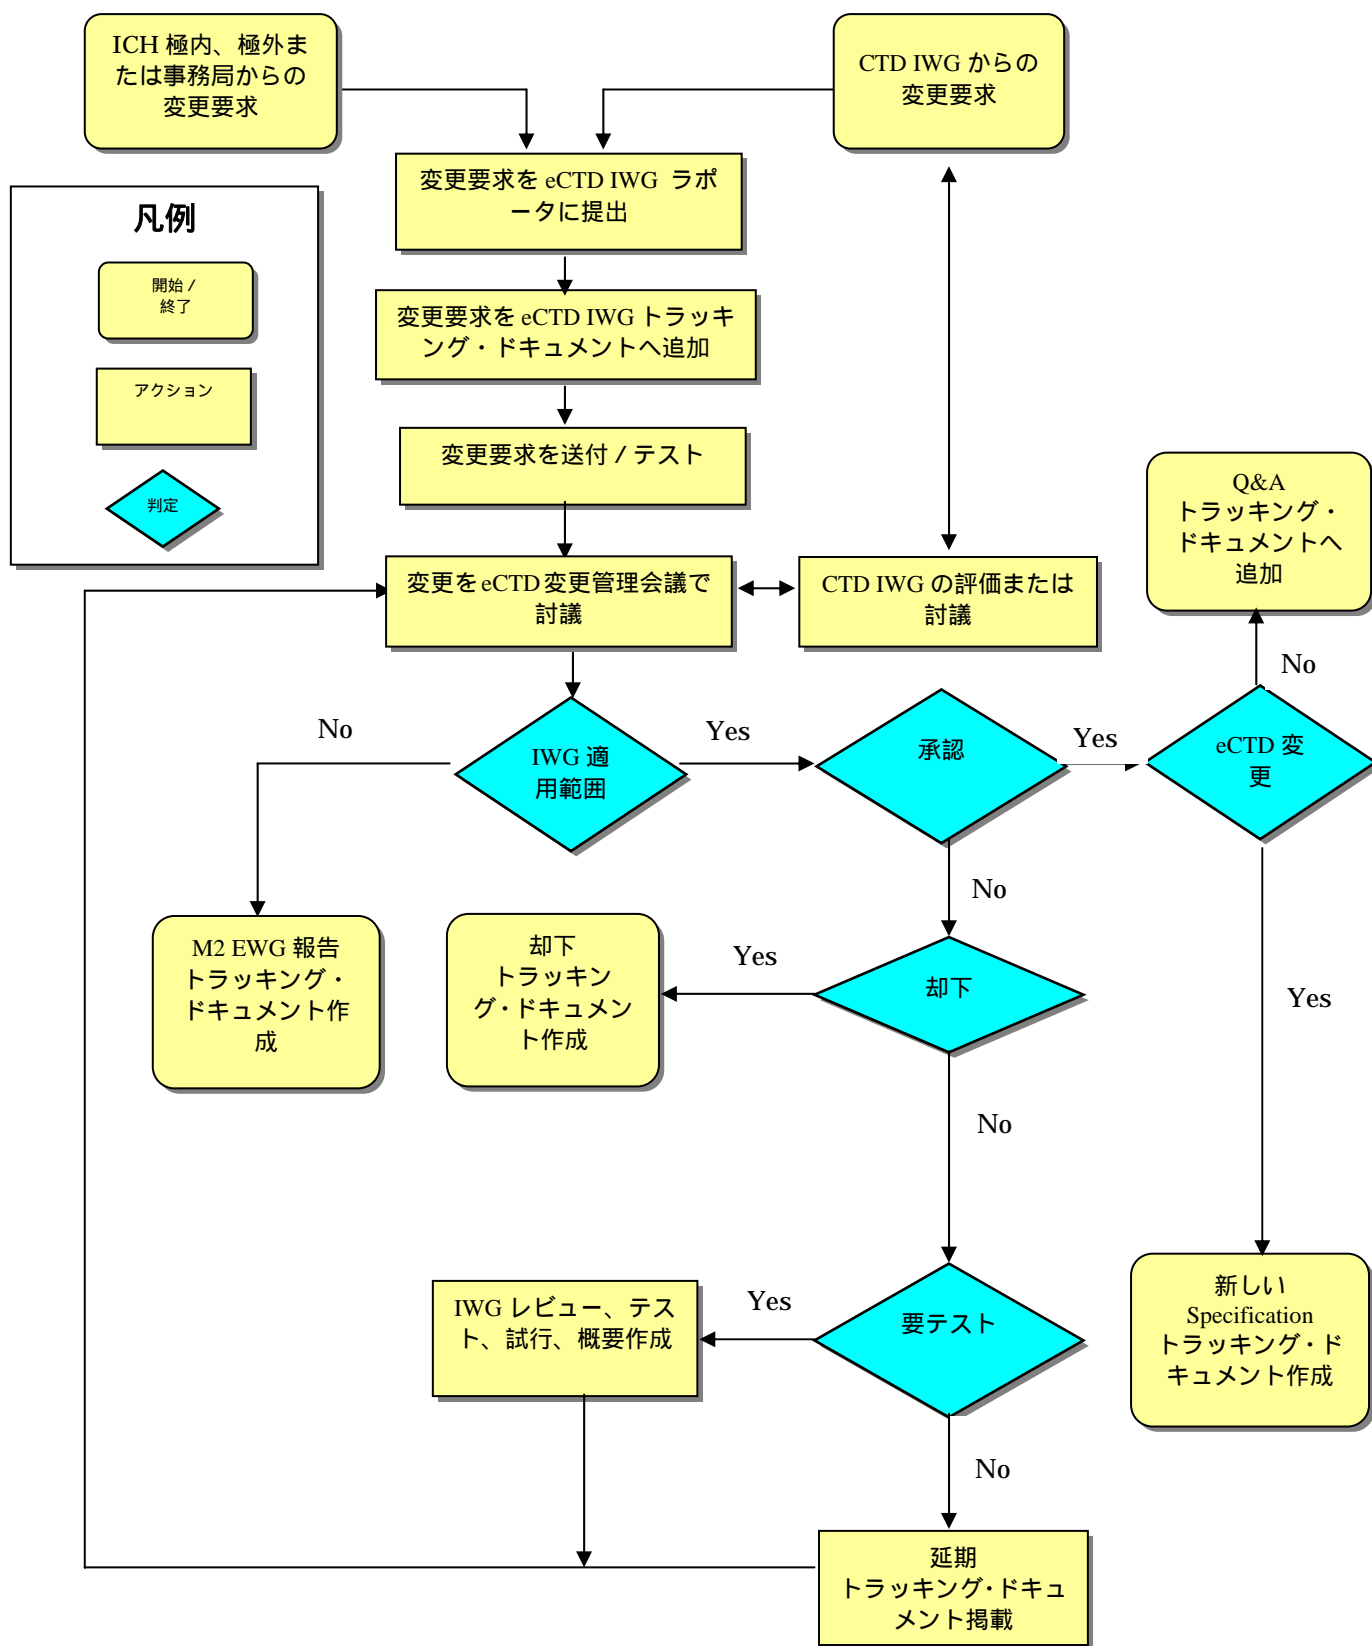 ICH 極内、極外ま
たは事務局からの
変更要求
CTD IWG からの
変更要求
変更要求を eCTD IWG ラポ
ータに提出
凡例
開始 /
終了
アクション
判定
変更要求を eCTD IWG トラッキ
ング・ドキュメントへ追加
変更要求を送付 / テスト
変更を eCTD 変更管理会議で
討議
CTD IWG の評価または
討議
Q&A
トラッキング・
ドキュメントへ
追加
No
No
IWG 適
用範囲
Yes
承認
Yes
eCTD 変
更
No
M2 EWG 報告
トラッキング・
ドキュメント作
成
却下
トラッキン
グ・ドキュメン
ト作成
Yes
却下
Yes
No
IWG レビュー、テス
ト、試行、概要作成
Yes
要テスト
新しい
Specification
トラッキング・ド
キュメント作成
No
延期
トラッキング・ドキュ
メント掲載